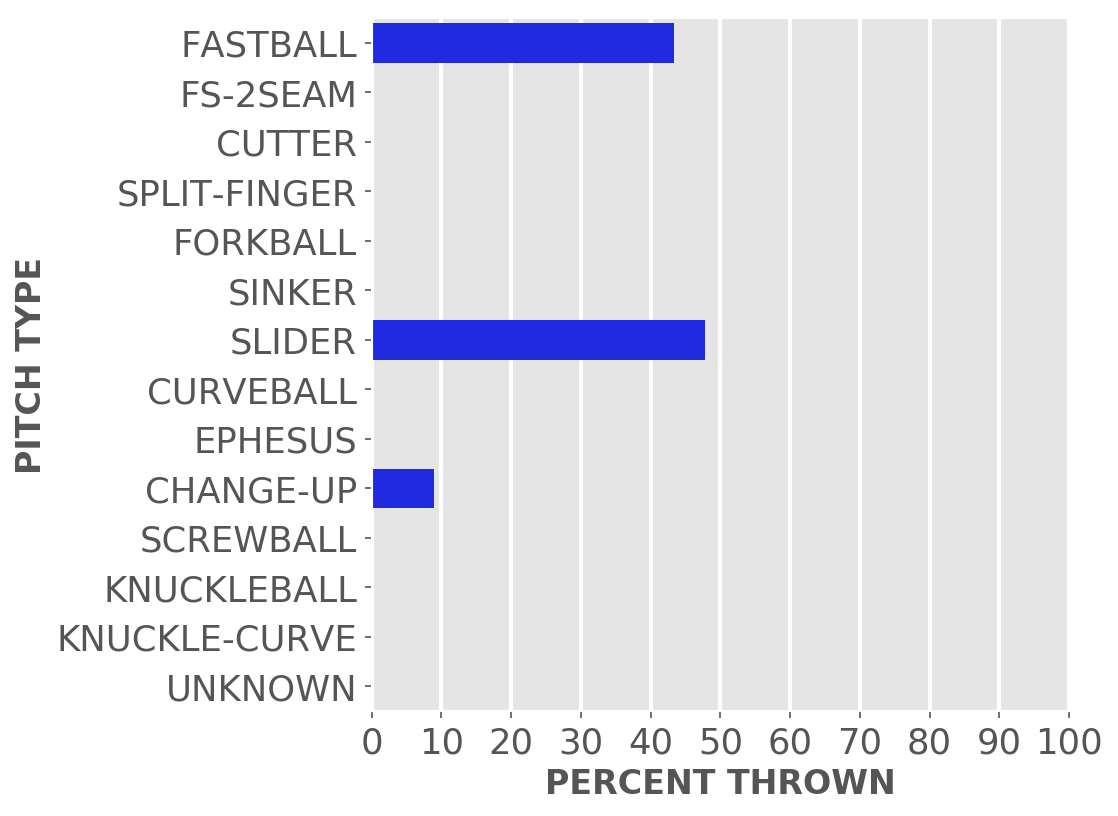 FASTBALL
FS-2SEAM
CUTTER
SPLIT-FINGER
FORKBALL
SINKER
SLIDER
CURVEBALL
EPHESUS
CHANGE-UP
SCREWBALL
KNUCKLEBALL
KNUCKLE-CURVE
UNKNOWN
PITCH TYPE
0 10 20 30 40 50 60 70 80 90 100
PERCENT THROWN